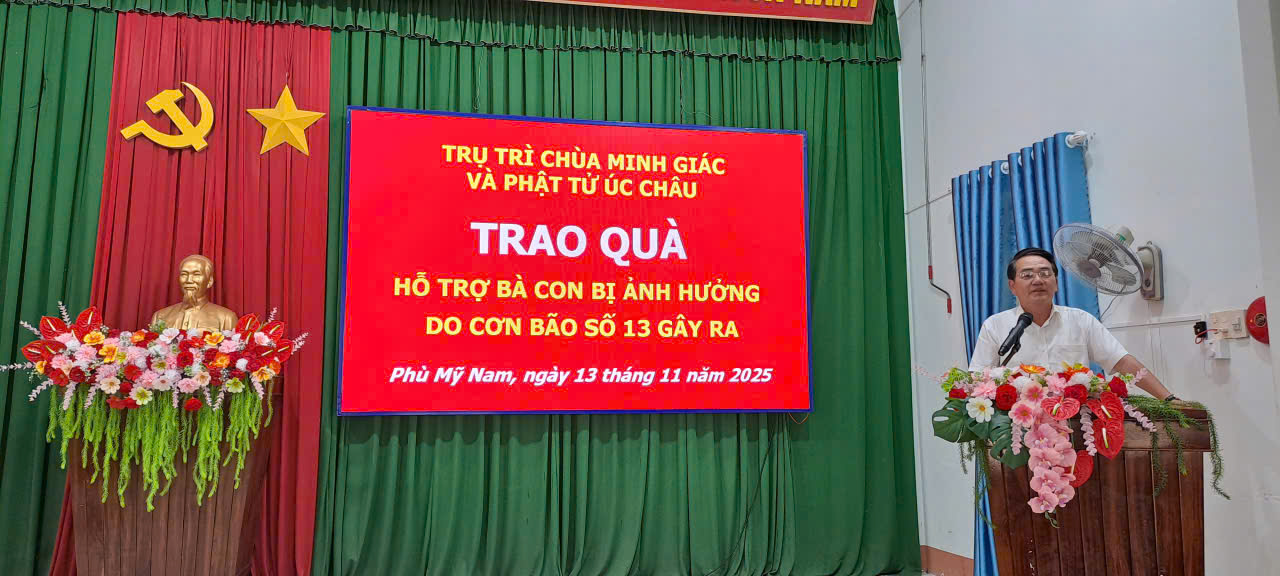 TRỤ TRÌ CHÙA MINH GIÁC
VÀ PHẬT TỬ ÚC CHÂU
TRAO QUÀ
HỖ TRỢ BÀ CON BỊ ẢNH HƯỞNG
DO CƠN BÃO SỐ 13 GÂY RA
Phù Mỹ Nam, ngày 13 tháng 11 năm 2025